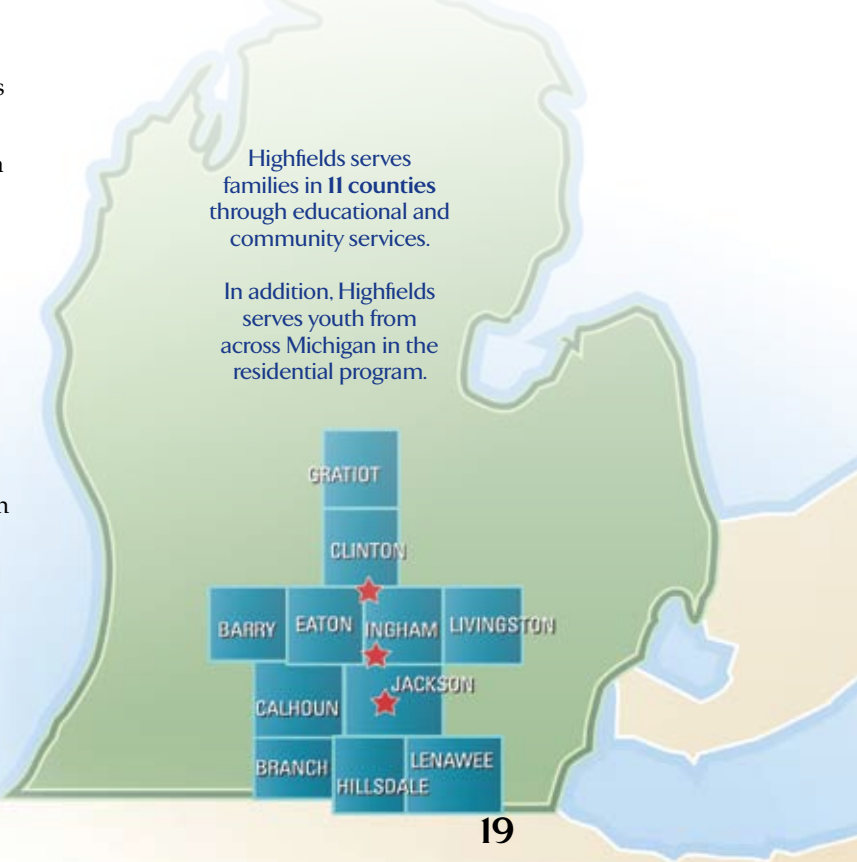 s
n
Highfields serves
families in 11 counties
through educational and
community services.
In addition, Highfields
serves youth from
across Michigan in the
residential program.
n
GRATIOT
CLINTON
BARRY
EATON
INGHAM
LIVINGSTON
JACKSON
CALHOUN
BRANCH
HILLSDALE
LENAWEE
19